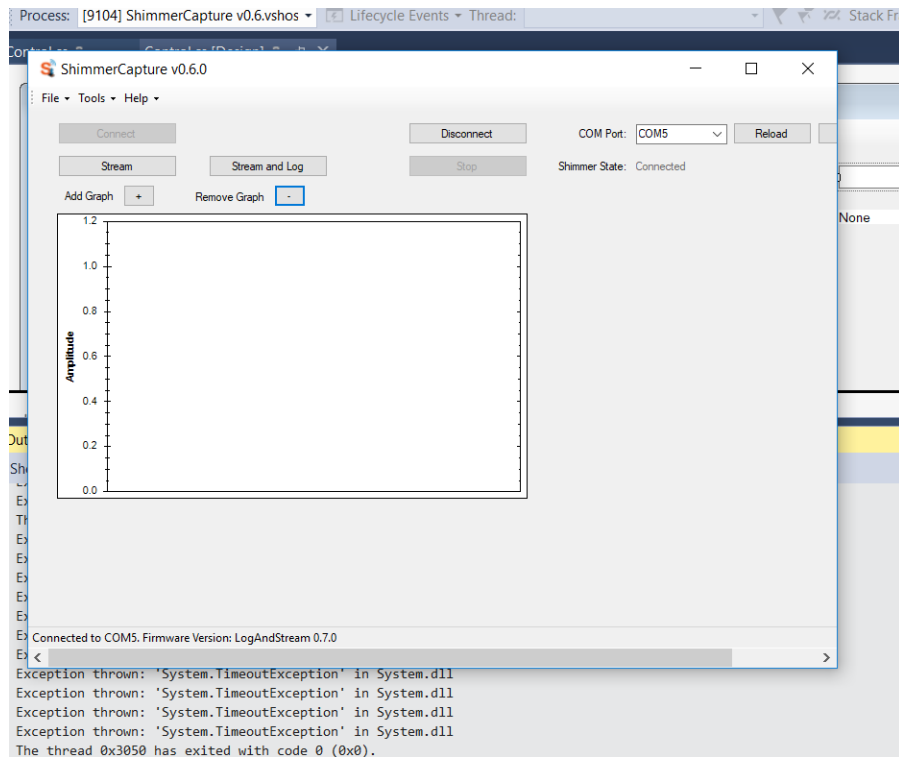 Process: [9104] ShimmerCapture v0.6.vshos Lifecycle Events Thread: Stack
ShimmerCapture v0.6.0
File Tools Help
Connect Disconnect COM Port: COM5 Reload
Stream Stream and Log Stop Shimmer State: Connected
Add Graph + Remove Graph -
None
1.2
1.0
0.8
Amplitude
0.6
0.4
0.2
0.0
Connected to COM5. Firmware Version: LogAndStream 0.7.0
Exception thrown: 'System.TimeoutException' in System.dll
Exception thrown: 'System.TimeoutException' in System.dll
Exception thrown: 'System.TimeoutException' in System.dll
Exception thrown: 'System.TimeoutException' in System.dll
The thread 0x3050 has exited with code 0 (0x0).